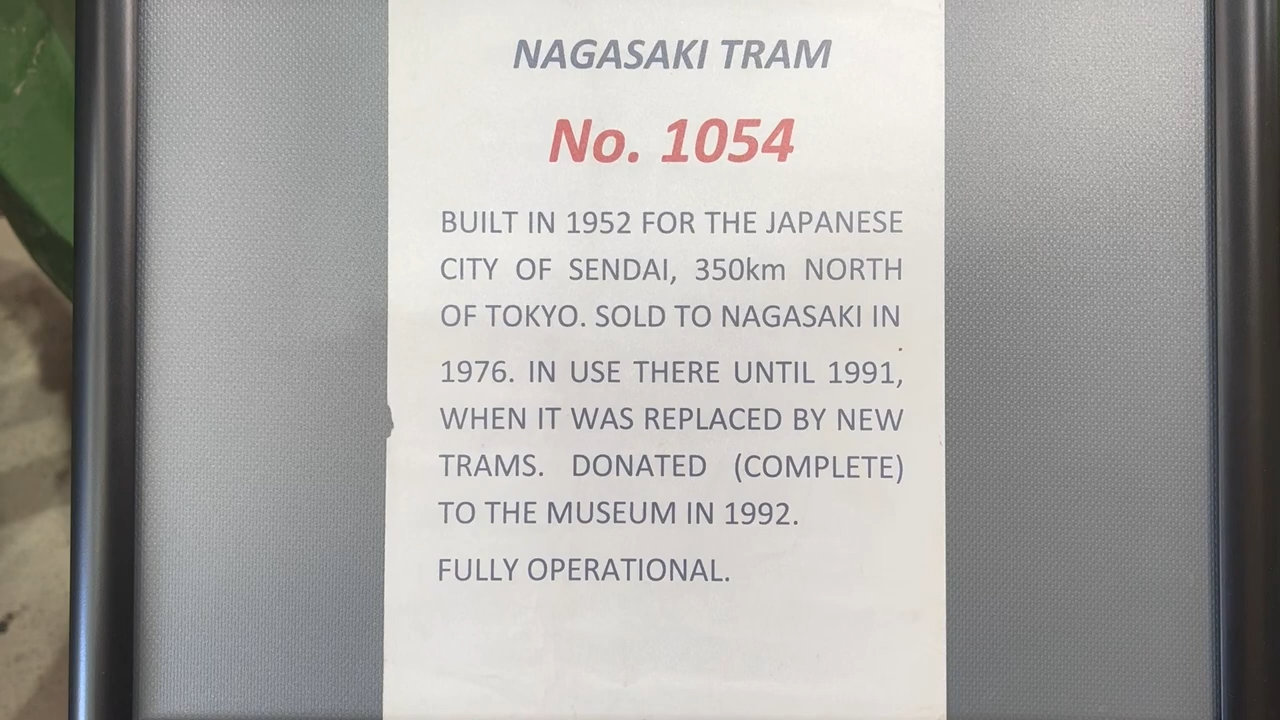 NAGASAKI TRAM
No. 1054
BUILT IN 1952 FOR THE JAPANESE
CITY OF SENDAI, 350km NORTH
OF TOKYO. SOLD TO NAGASAKI IN
1976. IN USE THERE UNTIL 1991,
WHEN IT WAS REPLACED BY NEW
TRAMS. DONATED (COMPLETE)
TO THE MUSEUM IN 1992.
FULLY OPERATIONAL.